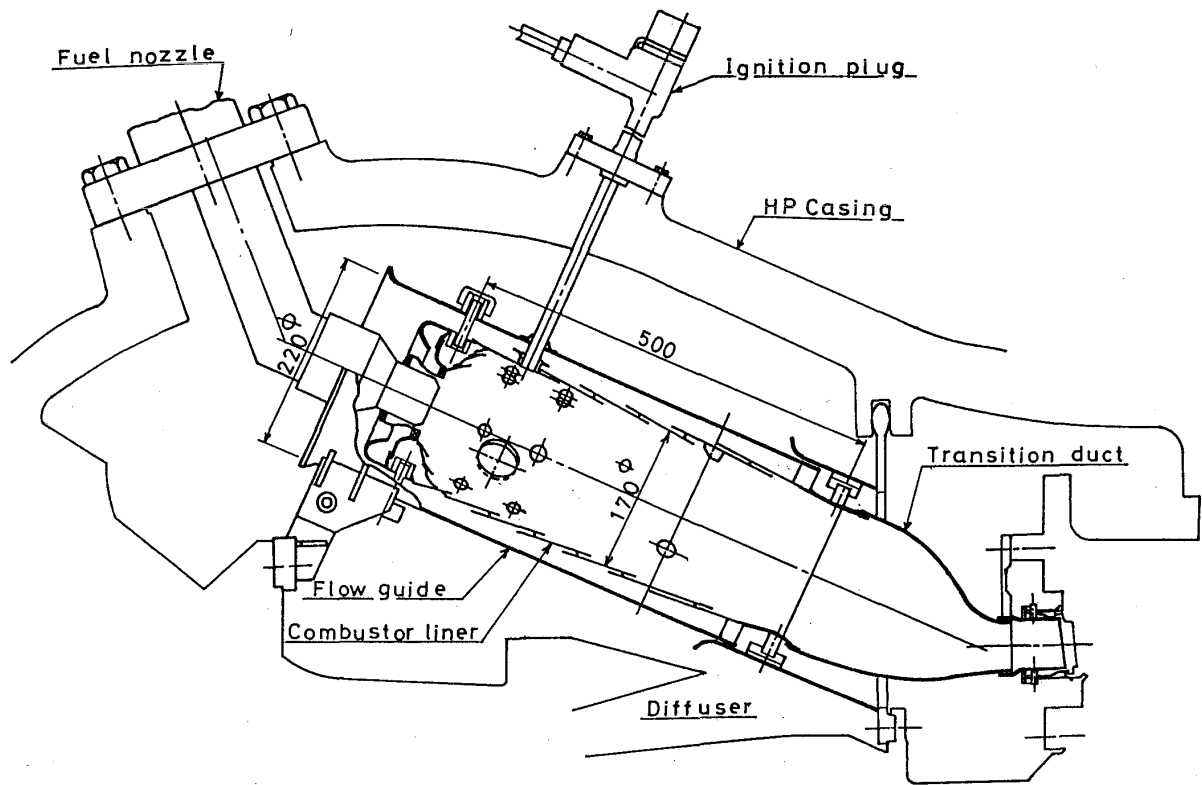 Fuel nozzle
Ignition plug
HP Casing
220 φ
500
170 φ
Transition duct
Flow guide
Combustor liner
Diffuser